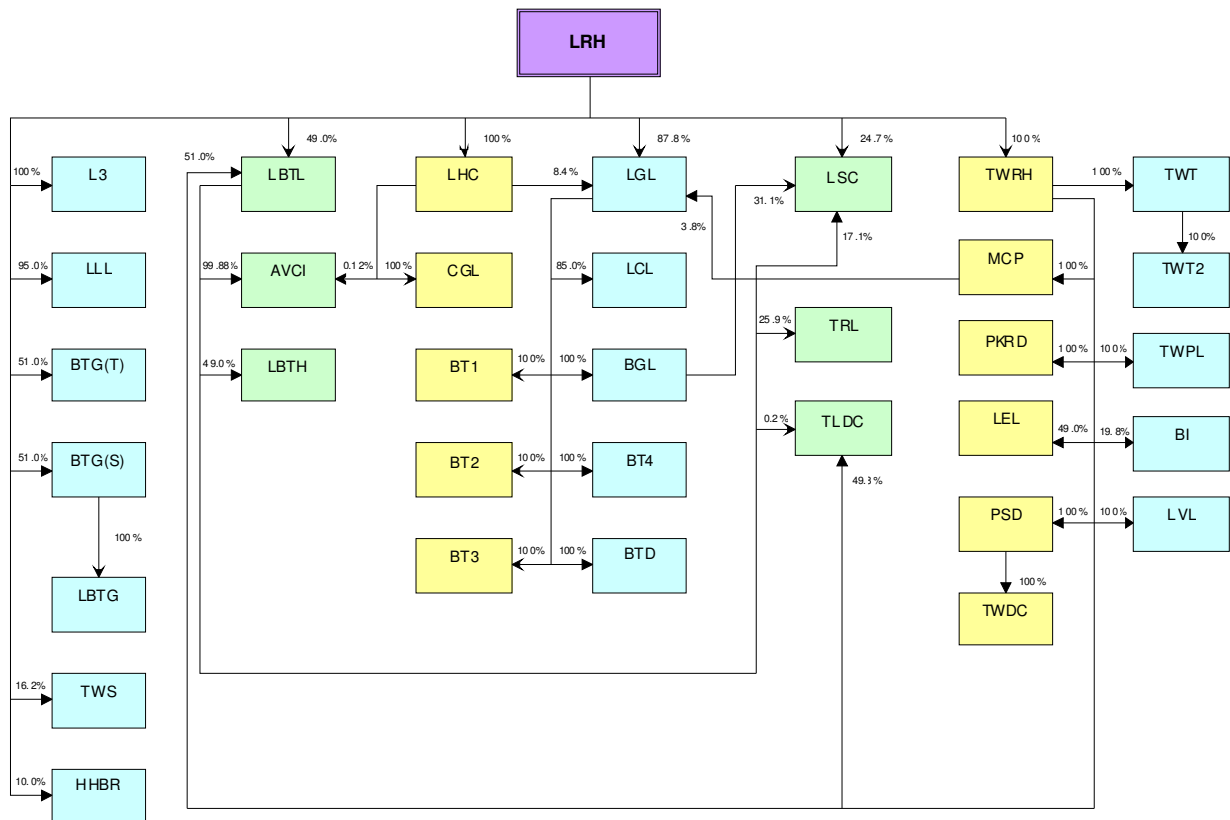 LRH
49.0%
100%
87.8%
24.7%
100%
51.0%
100%
L3
LBTL
LHC
8.4%
LGL
31.1%
LSC
TWRH
100%
TWT
3.8%
17.1%
95.0%
LLL
99.88%
AVCI
0.12%
100%
CGL
85.0%
LCL
MCP
100%
100%
TWT2
25.9%
TRL
51.0%
BTG(T)
49.0%
LBTH
BT1
100%
100%
BGL
PKRD
100%
100%
TWPL
0.2%
TLDC
LEL
49.0%
19.8%
BI
51.0%
BTG(S)
BT2
100%
100%
BT4
49.3%
PSD
100%
100%
LVL
100%
BT3
100%
100%
BTD
100%
LBTG
TWDC
16.2%
TWS
10.0%
HHBR